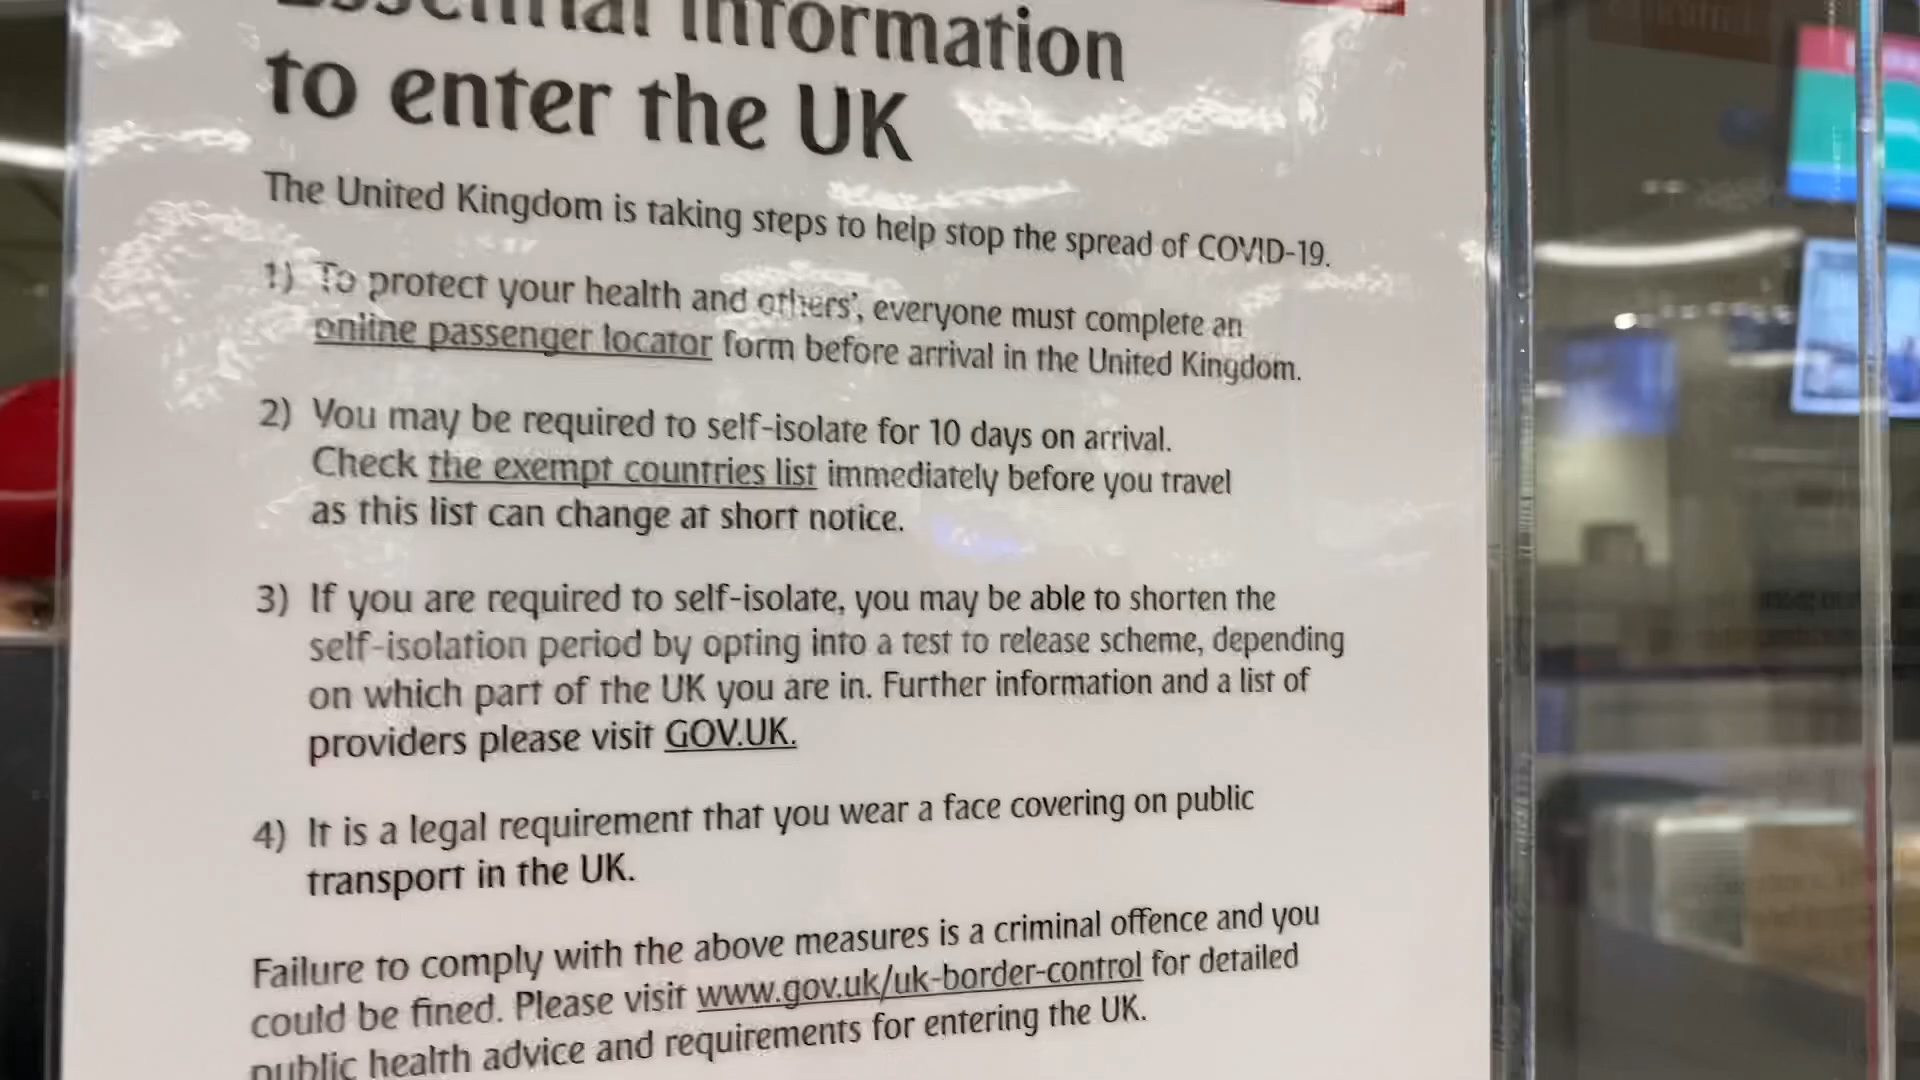 Essential Information
to enter the UK
The United Kingdom is taking steps to help stop the spread of COVID-19.
1) To protect your health and others', everyone must complete an
online passenger locator form before arrival in the United Kingdom.
2) You may be required to self-isolate for 10 days on arrival.
Check the exempt countries list immediately before you travel
as this list can change at short notice.
3) If you are required to self-isolate, you may be able to shorten the
self-isolation period by opting into a test to release scheme, depending
on which part of the UK you are in. Further information and a list of
providers please visit GOV.UK.
4) It is a legal requirement that you wear a face covering on public
transport in the UK.
Failure to comply with the above measures is a criminal offence and you
could be fined. Please visit www.gov.uk/uk-border-control for detailed
public health advice and requirements for entering the UK.